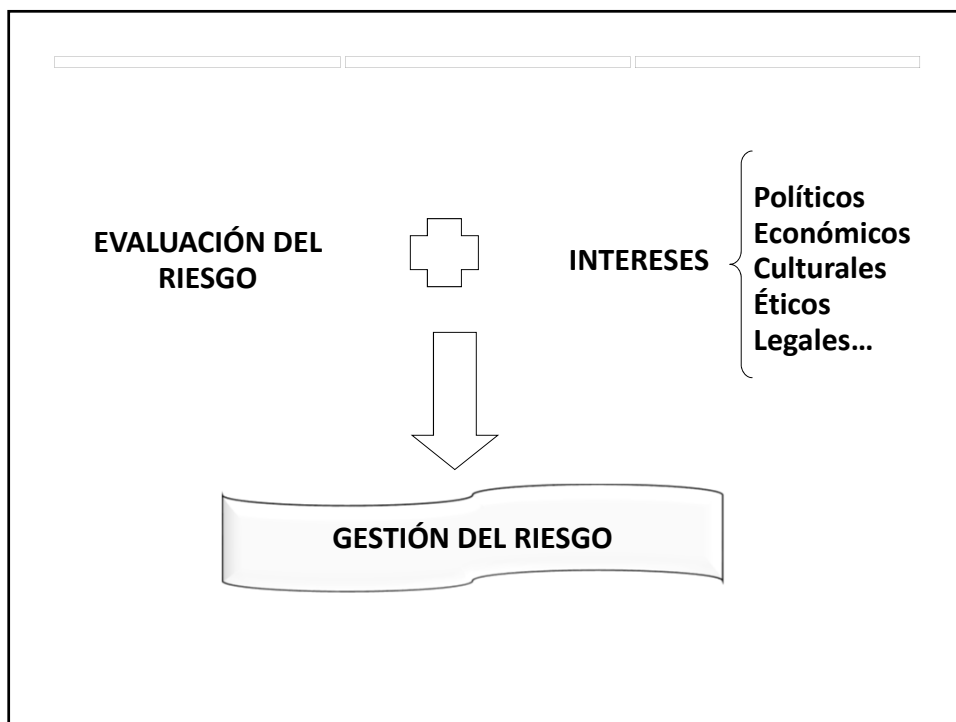 EVALUACIÓN DEL
RIESGO
INTERESES
Políticos
Económicos
Culturales
Éticos
Legales…
GESTIÓN DEL RIESGO